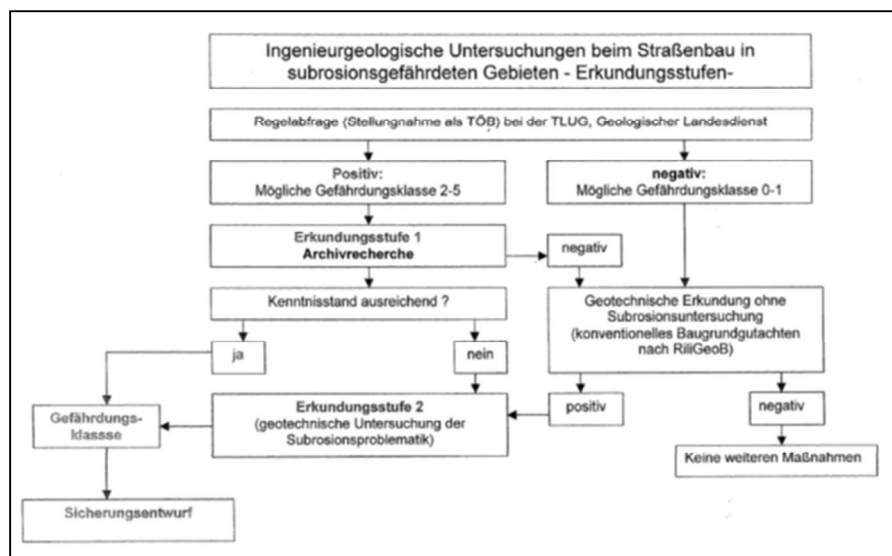 Ingenieurgeologische Untersuchungen beim Straßenbau in
subrosionsgefährdeten Gebieten - Erkundungsstufen-
Regelabfrage (Stellungnahme als TÖB) bei der TLUG, Geologischer Landesdienst
Positiv:
Mögliche Gefährdungsklasse 2-5
negativ:
Mögliche Gefährdungsklasse 0-1
Erkundungsstufe 1
Archivrecherche
negativ
Kenntnisstand ausreichend ?
Geotechnische Erkundung ohne
Subrosionsuntersuchung
(konventionelles Baugrundgutachten
nach RiliGeoB)
ja
nein
Erkundungsstufe 2
(geotechnische Untersuchung der
Subrosionsproblematik)
positiv
negativ
Gefährdungs-
klassse
Keine weiteren Maßnahmen
Sicherungsentwurf